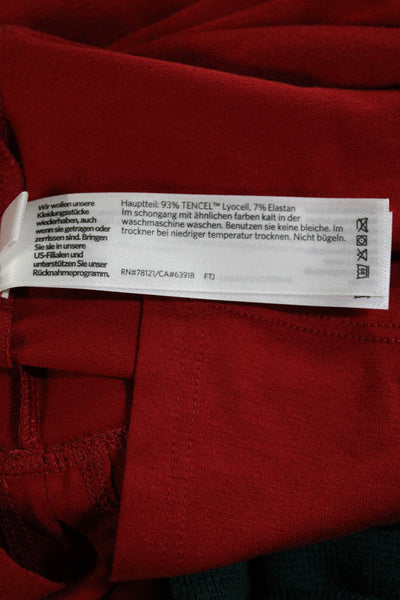 Wir wollen unsere
Kleidungsstücke
wiederhaben, auch
wenn sie getragen oder
zerrissen sind. Bringen
Sie sie in unsere
US-Filialen und
unterstützen Sie unser
Rücknahmeprogramm.
Hauptteil: 93% TENCEL™ Lyocell, 7% Elastan
Im schongang mit ähnlichen farben kalt in der
waschmaschine waschen. Benutzen sie keine bleiche. Im
trockner bei niedriger temperatur trocknen. Nicht bügeln.
RN#78121/CA#63918 FTJ